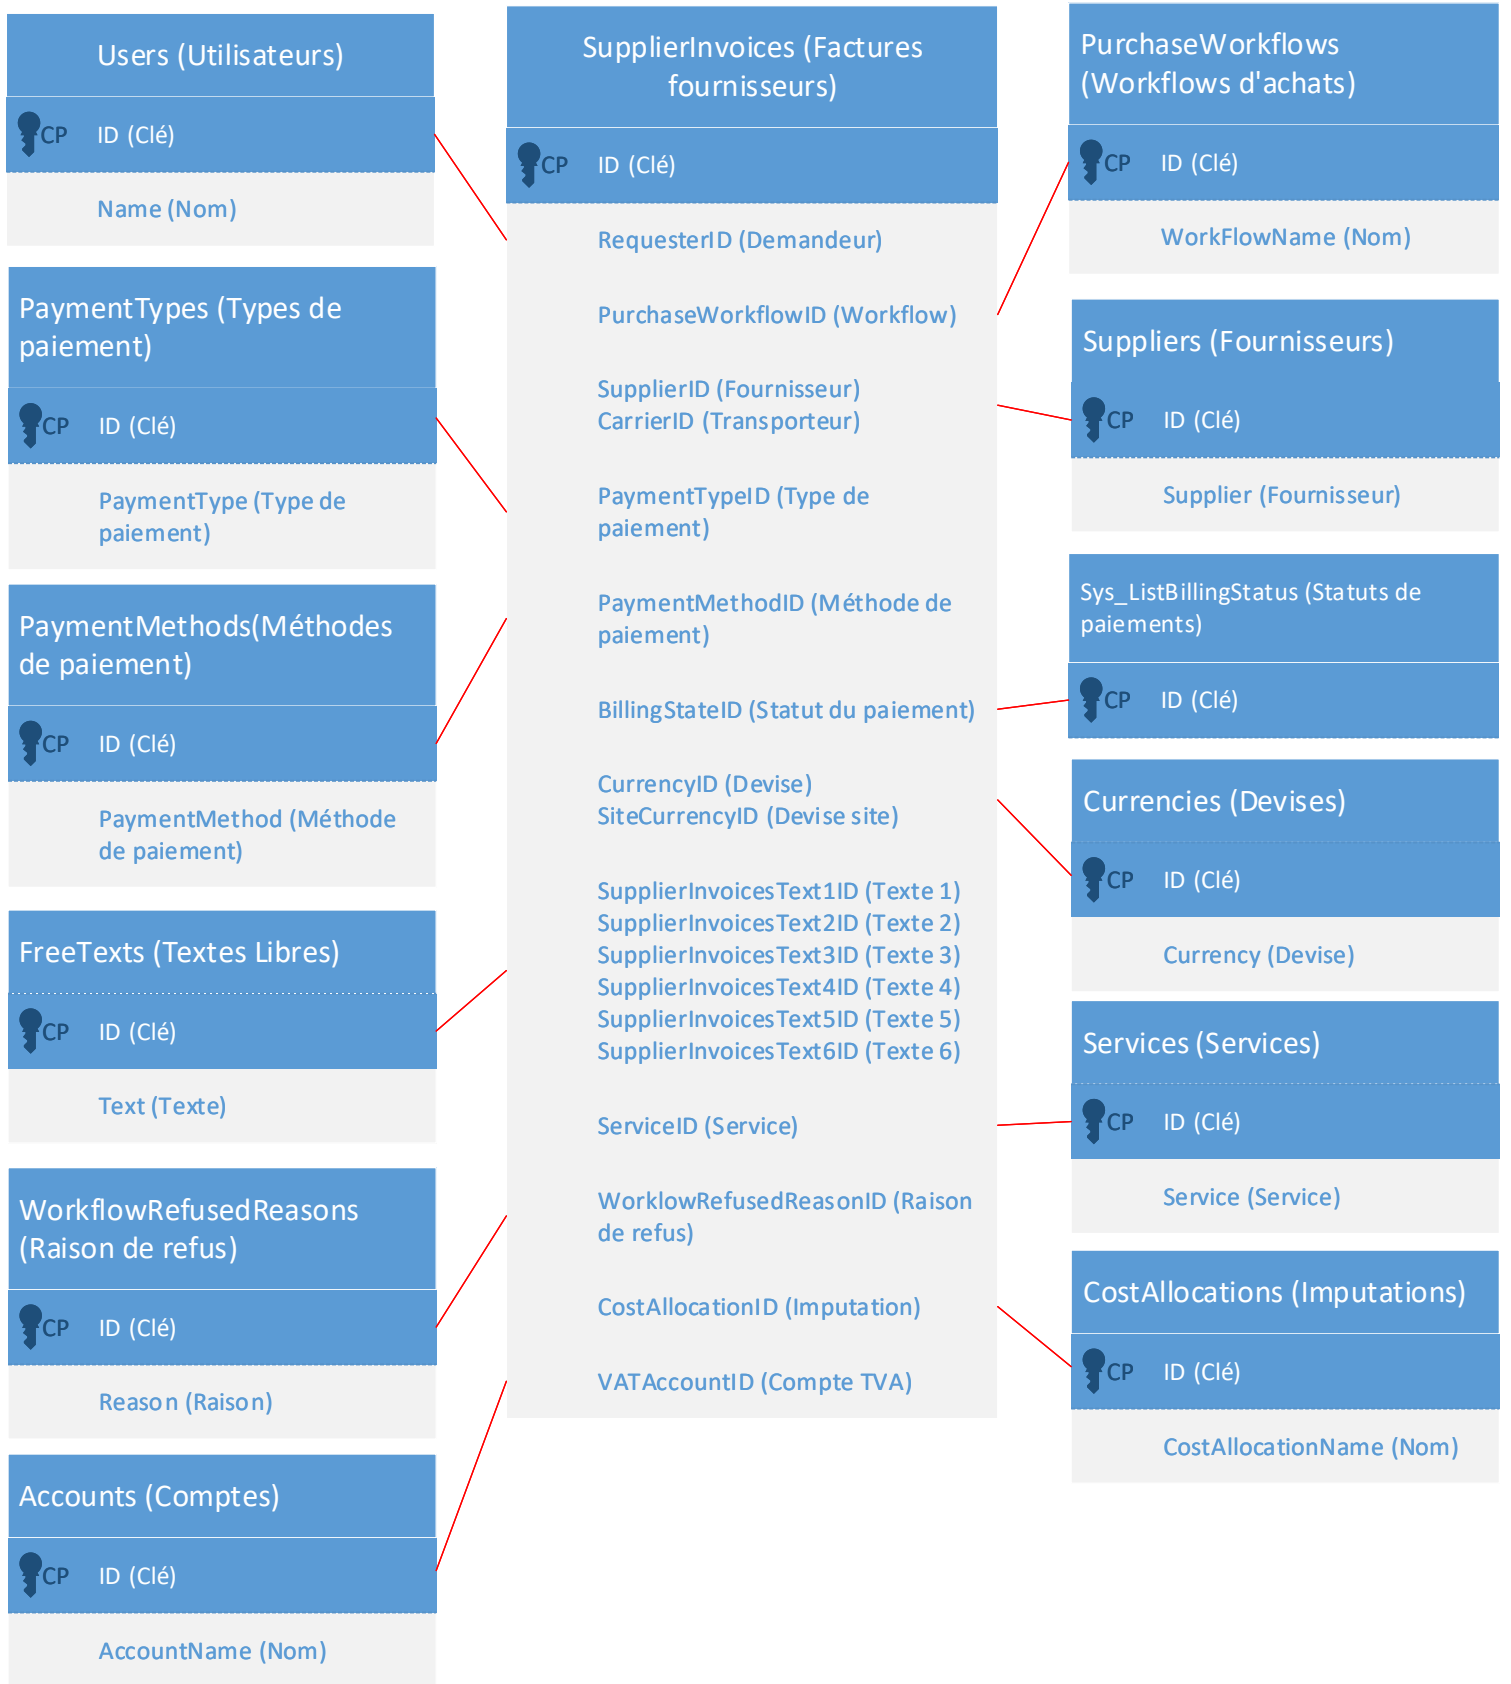 Users (Utilisateurs)
CP ID (Clé)
Name (Nom)
PaymentTypes (Types de
paiement)
CP ID (Clé)
PaymentType (Type de
paiement)
PaymentMethods(Méthodes
de paiement)
CP ID (Clé)
PaymentMethod (Méthode
de paiement)
FreeTexts (Textes Libres)
CP ID (Clé)
Text (Texte)
WorkflowRefusedReasons
(Raison de refus)
CP ID (Clé)
Reason (Raison)
Accounts (Comptes)
CP ID (Clé)
AccountName (Nom)
SupplierInvoices (Factures
fournisseurs)
CP ID (Clé)
RequesterID (Demandeur)
PurchaseWorkflowID (Workflow)
SupplierID (Fournisseur)
CarrierID (Transporteur)
PaymentTypeID (Type de
paiement)
PaymentMethodID (Méthode de
paiement)
BillingStateID (Statut du paiement)
CurrencyID (Devise)
SiteCurrencyID (Devise site)
SupplierInvoicesText1ID (Texte 1)
SupplierInvoicesText2ID (Texte 2)
SupplierInvoicesText3ID (Texte 3)
SupplierInvoicesText4ID (Texte 4)
SupplierInvoicesText5ID (Texte 5)
SupplierInvoicesText6ID (Texte 6)
ServiceID (Service)
WorklowRefusedReasonID (Raison
de refus)
CostAllocationID (Imputation)
VATAccountID (Compte TVA)
PurchaseWorkflows
(Workflows d'achats)
CP ID (Clé)
WorkFlowName (Nom)
Suppliers (Fournisseurs)
CP ID (Clé)
Supplier (Fournisseur)
Sys_ListBillingStatus (Statuts de
paiements)
CP ID (Clé)
Currencies (Devises)
CP ID (Clé)
Currency (Devise)
Services (Services)
CP ID (Clé)
Service (Service)
CostAllocations (Imputations)
CP ID (Clé)
CostAllocationName (Nom)